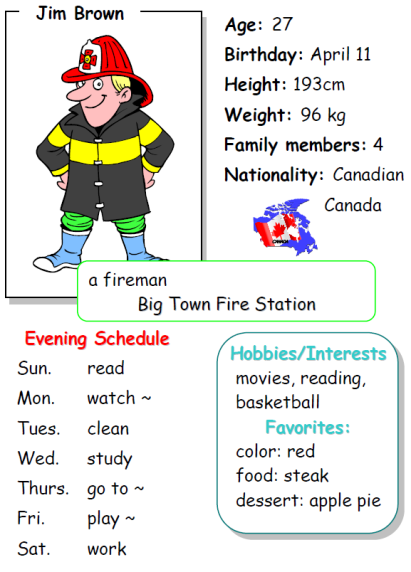 Jim Brown
Age: 27
Birthday: April 11
Height: 193cm
Weight: 96 kg
Family members: 4
Nationality: Canadian
Canada
a fireman
Big Town Fire Station
Evening Schedule
Sun. read
Mon. watch ~
Tues. clean
Wed. study
Thurs. go to ~
Fri. play ~
Sat. work
Hobbies/Interests
movies, reading,
basketball
Favorites:
color: red
food: steak
dessert: apple pie